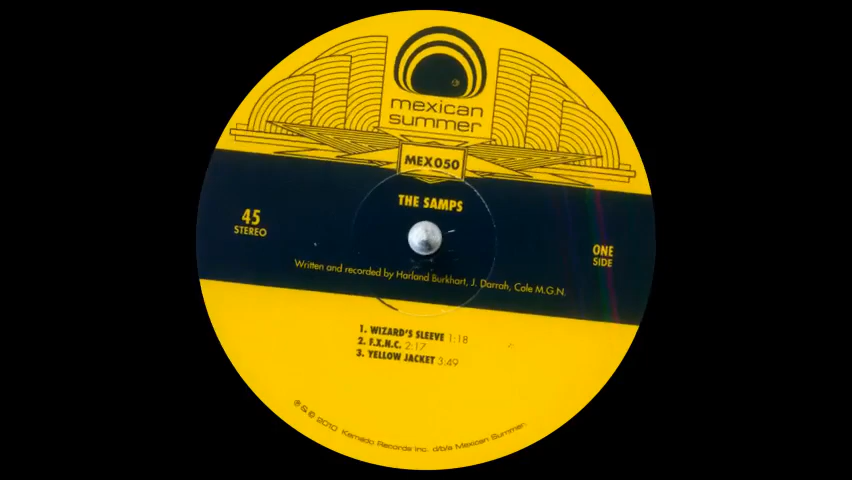 mexican
summer
MEX050
THE SAMPS
45
STEREO
ONE
SIDE
Written and recorded by Harland Burkhart, J. Darrah, Cole M.G.N.
1. WIZARD'S SLEEVE 1:18
2. F.X.N.C. 2:17
3. YELLOW JACKET 3:49
℗ & © 2010 Kemado Records Inc. d/b/a Mexican Summer.